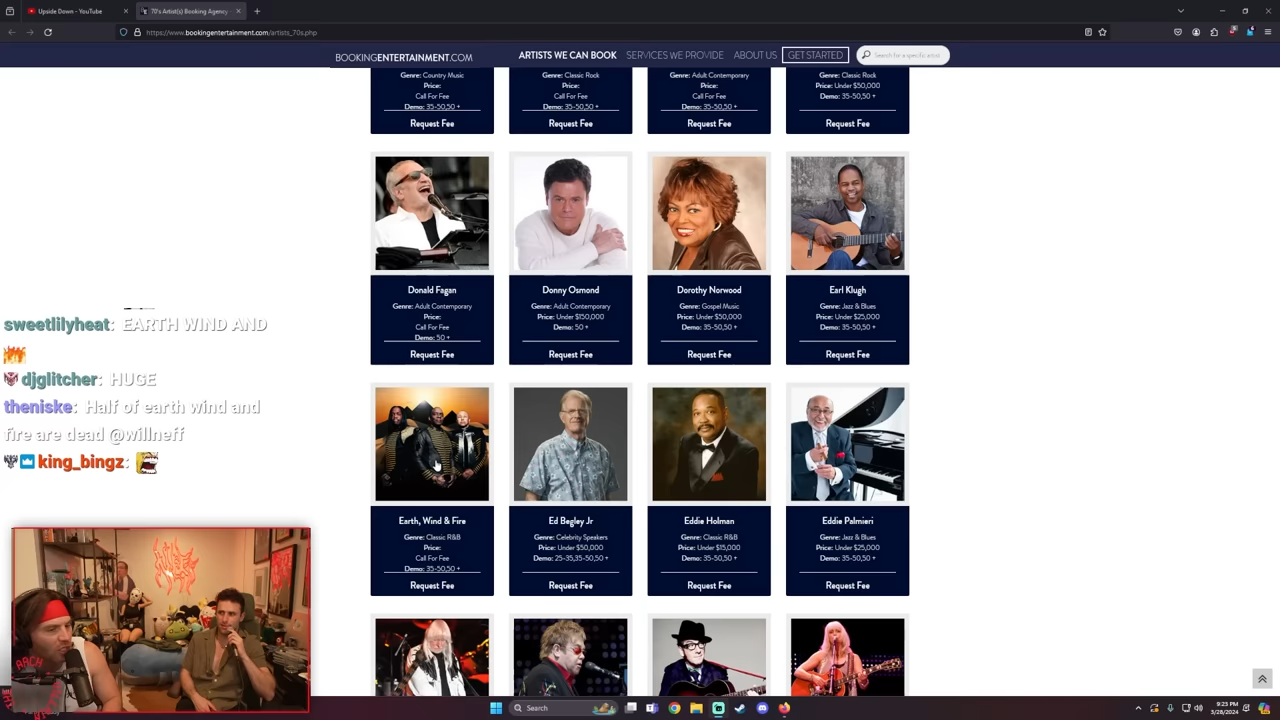 Upside Down - YouTube
70's Artist(s) Booking Agency
https://www.bookingentertainment.com/artists_70s.php
BOOKINGENTERTAINMENT.COM
ARTISTS WE CAN BOOK
SERVICES WE PROVIDE
ABOUT US
GET STARTED
Search for a specific artist
Genre: Country Music
Price:
Call For Fee
Demo: 35-50,50 +
Request Fee
Genre: Classic Rock
Price:
Call For Fee
Demo: 35-50,50 +
Request Fee
Genre: Adult Contemporary
Price:
Call For Fee
Demo: 35-50,50 +
Request Fee
Genre: Classic Rock
Price: Under $50,000
Demo: 35-50,50 +
Request Fee
Donald Fagan
Genre: Adult Contemporary
Price:
Call For Fee
Demo: 50 +
Request Fee
Donny Osmond
Genre: Adult Contemporary
Price: Under $150,000
Demo: 50 +
Request Fee
Dorothy Norwood
Genre: Gospel Music
Price: Under $50,000
Demo: 35-50,50 +
Request Fee
Earl Klugh
Genre: Jazz & Blues
Price: Under $25,000
Demo: 35-50,50 +
Request Fee
Earth, Wind & Fire
Genre: Classic R&B
Price:
Call For Fee
Demo: 35-50,50 +
Request Fee
Ed Begley Jr
Genre: Celebrity Speakers
Price: Under $50,000
Demo: 25-35,35-50,50 +
Request Fee
Eddie Holman
Genre: Classic R&B
Price: Under $15,000
Demo: 35-50,50 +
Request Fee
Eddie Palmieri
Genre: Jazz & Blues
Price: Under $25,000
Demo: 35-50,50 +
Request Fee
sweetlilyheat: EARTH WIND AND
djglitcher: HUGE
theniske: Half of earth wind and
fire are dead @willneff
king_bingz:
Search
9:23 PM
3/28/2024